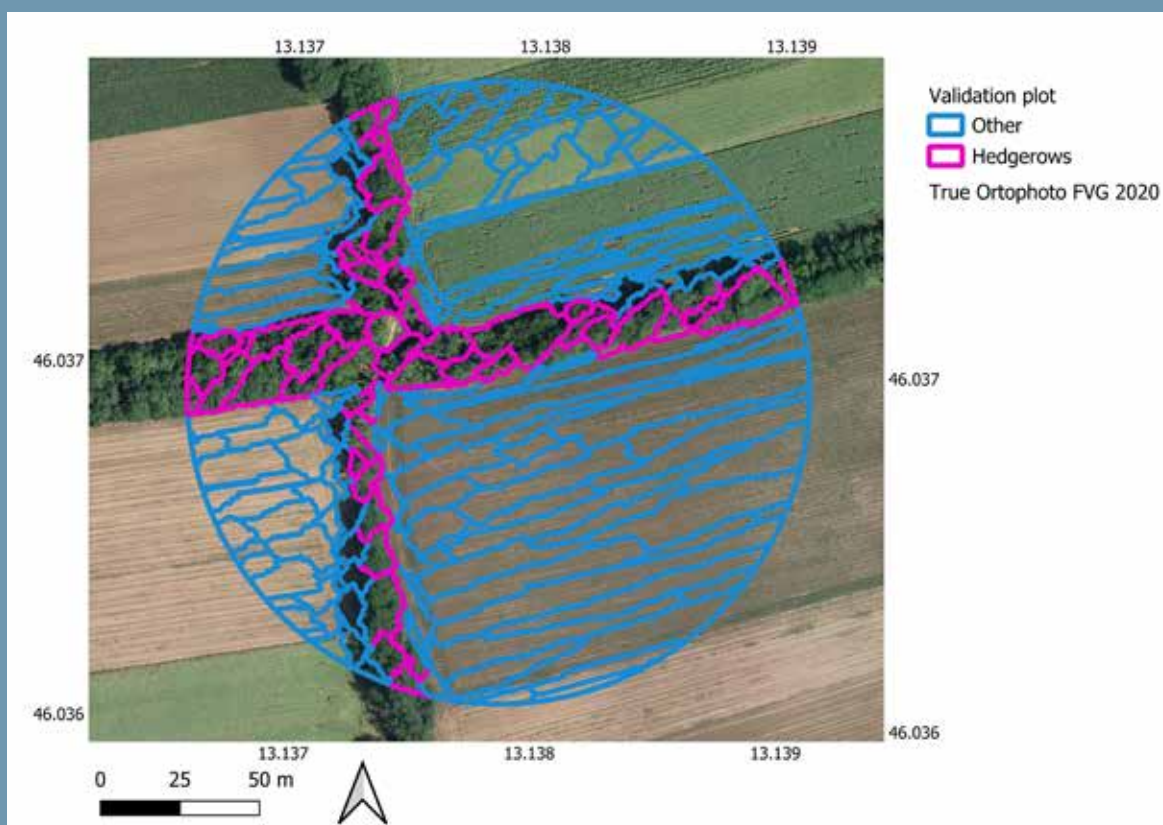 13.137 13.138 13.139
Validation plot
Other
Hedgerows
True Ortophoto FVG 2020
46.037 46.037
46.036 46.036
13.137 13.138 13.139
0 25 50 m